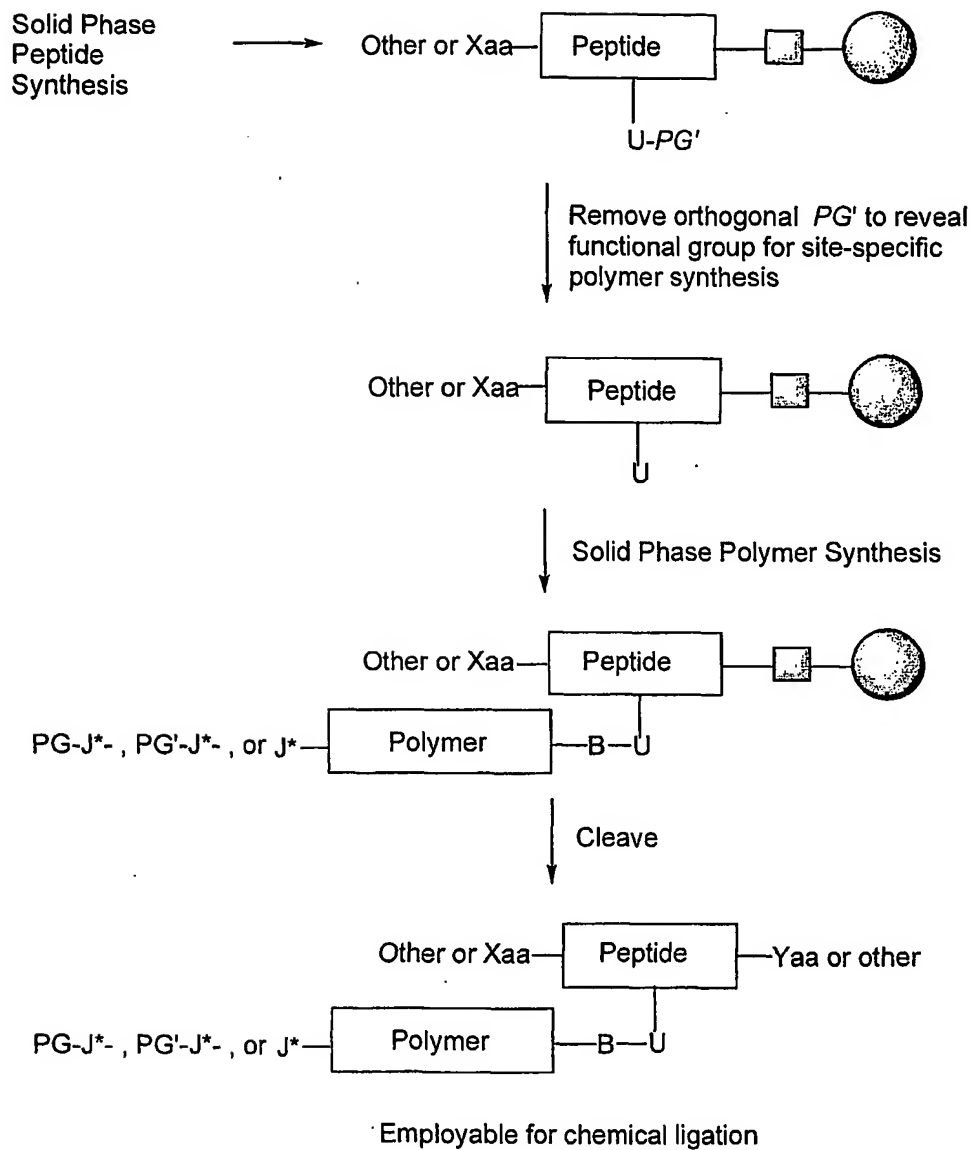 Solid Phase
Peptide
Synthesis
Other or Xaa
Peptide
U-PG'
Remove orthogonal PG' to reveal
functional group for site-specific
polymer synthesis
Other or Xaa
Peptide
U
Solid Phase Polymer Synthesis
Other or Xaa
Peptide
PG-J*- , PG'-J*- , or J*
Polymer
B
U
Cleave
Other or Xaa
Peptide
Yaa or other
PG-J*- , PG'-J*- , or J*
Polymer
B
U
Employable for chemical ligation